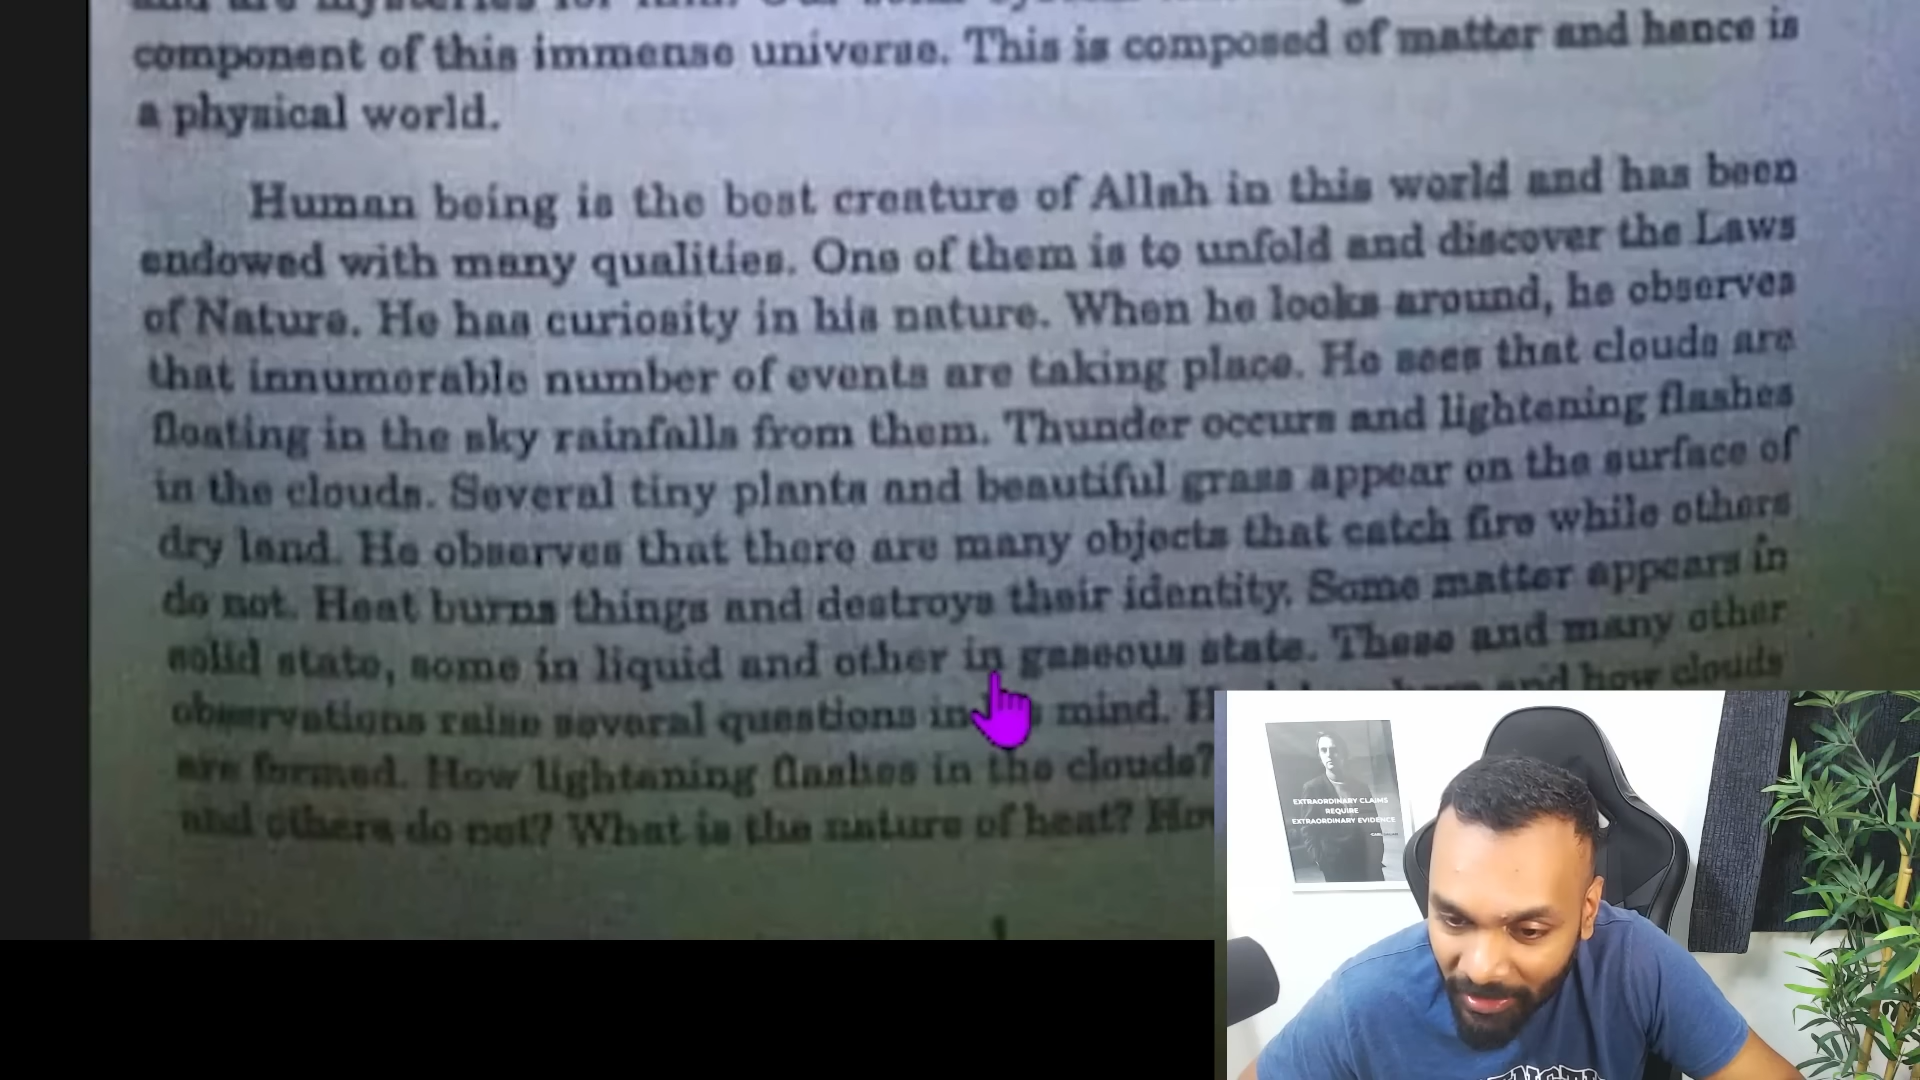 component of this immense universe. This is composed of matter and hence is
a physical world.
Human being is the best creature of Allah in this world and has been
endowed with many qualities. One of them is to unfold and discover the Laws
of Nature. He has curiosity in his nature. When he looks around, he observes
that innumerable number of events are taking place. He sees that clouds are
floating in the sky rainfalls from them. Thunder occurs and lightening flashes
in the clouds. Several tiny plants and beautiful grass appear on the surface of
dry land. He observes that there are many objects that catch fire while others
do not. Heat burns things and destroys their identity. Some matter appears in
solid state, some in liquid and other in gaseous state. These and many other
observations raise several questions in mind. and how clouds
are formed. How lightening flashes in the clouds?
and others do not? What is the nature of heat?
EXTRAORDINARY CLAIMS
REQUIRE
EXTRAORDINARY EVIDENCE